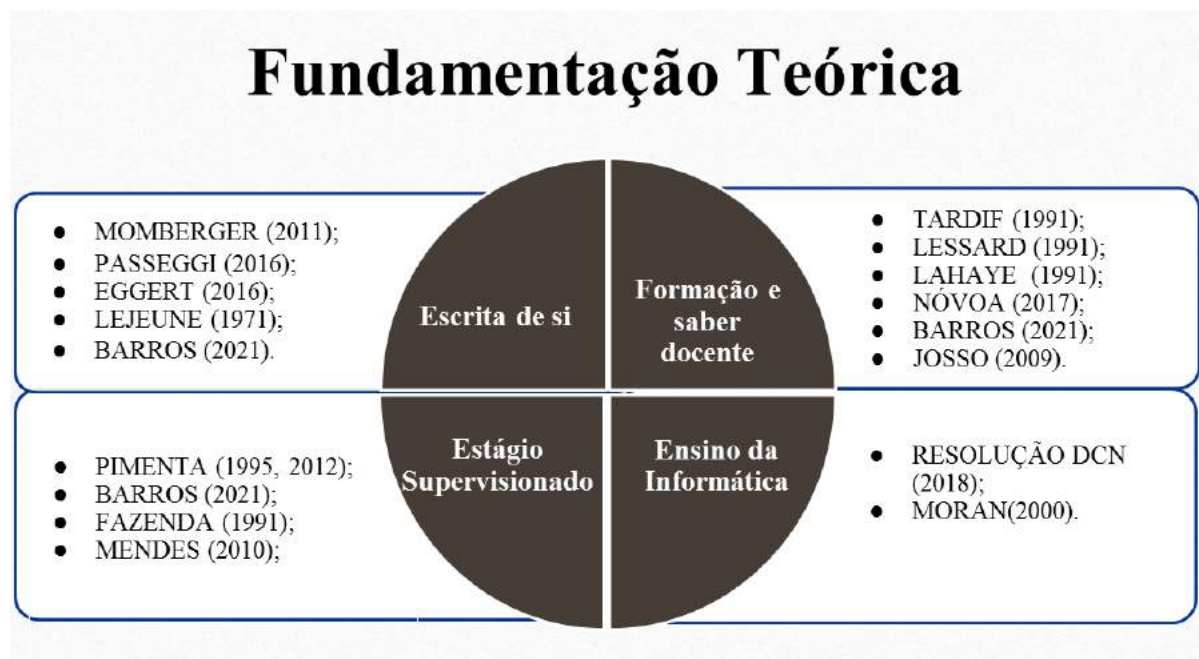 Fundamentação Teórica
● MOMBERGER (2011);
● PASSEGGI (2016);
● EGGERT (2016);
● LEJEUNE (1971);
● BARROS (2021).
Escrita de si
Formação e
saber
docente
● TARDIF (1991);
● LESSARD (1991);
● LAHAYE (1991);
● NÓVOA (2017);
● BARROS (2021);
● JOSSO (2009).
● PIMENTA (1995, 2012);
● BARROS (2021);
● FAZENDA (1991);
● MENDES (2010);
Estágio
Supervisionado
Ensino da
Informática
● RESOLUÇÃO DCN
(2018);
● MORAN(2000).